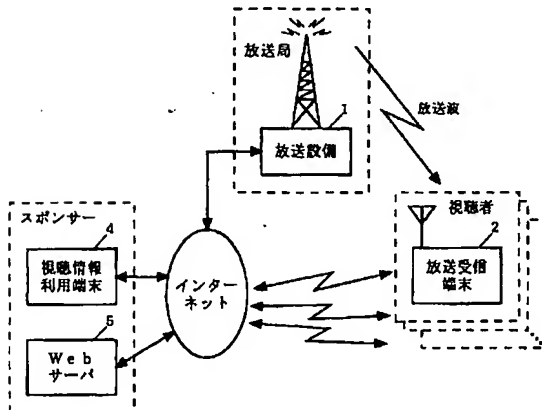 放送局
1
放送設備
放送波
視聴者
2
放送受信
端末
スポンサー
4
視聴情報
利用端末
5
Web
サーバ
インター
ネット